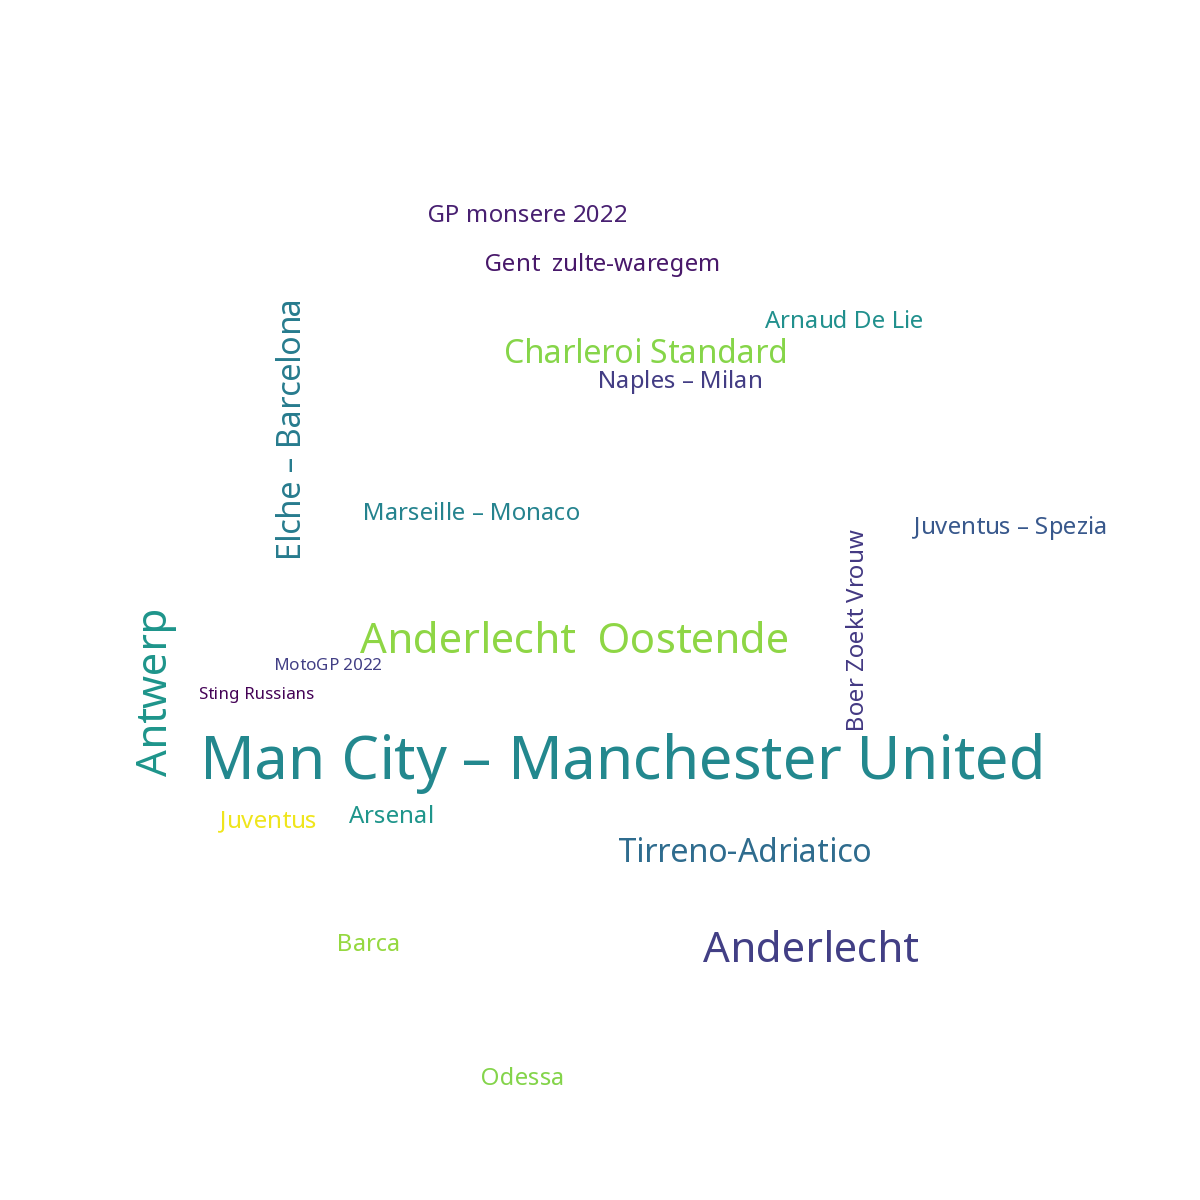 GP monsere 2022
Gent  zulte-waregem
Arnaud De Lie
Charleroi Standard
Naples – Milan
Elche – Barcelona
Marseille – Monaco
Juventus – Spezia
Boer Zoekt Vrouw
Antwerp
Anderlecht  Oostende
MotoGP 2022
Sting Russians
Man City – Manchester United
Juventus
Arsenal
Tirreno-Adriatico
Barca
Anderlecht
Odessa